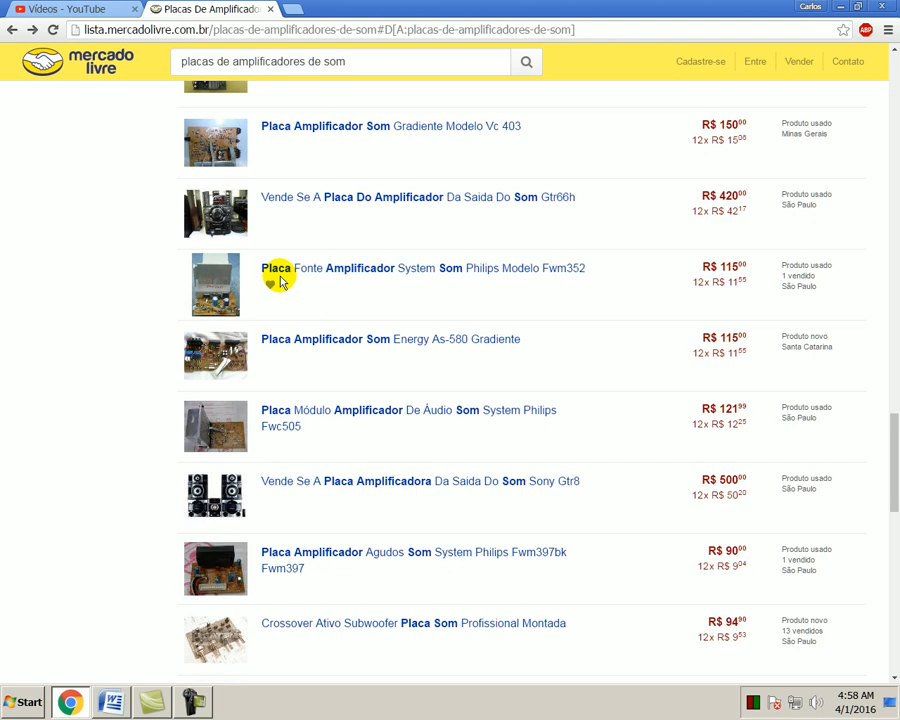 Vídeos - YouTube
Placas De Amplificado
Carlos
lista.mercadolivre.com.br/placas-de-amplificadores-de-som#D[A:placas-de-amplificadores-de-som]
ABP
mercado
livre
placas de amplificadores de som
Cadastre-se
Entre
Vender
Contato
Placa Amplificador Som Gradiente Modelo Vc 403
R$ 150⁰⁰
Produto usado
12x R$ 15⁰⁶
Minas Gerais
Vende Se A Placa Do Amplificador Da Saida Do Som Gtr66h
R$ 420⁰⁰
Produto usado
12x R$ 42¹⁷
São Paulo
Placa Fonte Amplificador System Som Philips Modelo Fwm352
R$ 115⁰⁰
Produto usado
12x R$ 11⁵⁵
1 vendido
São Paulo
Placa Amplificador Som Energy As-580 Gradiente
R$ 115⁰⁰
Produto novo
12x R$ 11⁵⁵
Santa Catarina
Placa Módulo Amplificador De Áudio Som System Philips
Fwc505
R$ 121⁹⁹
Produto usado
12x R$ 12²⁵
São Paulo
Vende Se A Placa Amplificadora Da Saida Do Som Sony Gtr8
R$ 500⁰⁰
Produto usado
12x R$ 50²⁰
São Paulo
Placa Amplificador Agudos Som System Philips Fwm397bk
Fwm397
R$ 90⁰⁰
Produto usado
12x R$ 9⁰⁴
1 vendido
São Paulo
Crossover Ativo Subwoofer Placa Som Profissional Montada
R$ 94⁹⁰
Produto novo
12x R$ 9⁵³
13 vendidos
São Paulo
Start
4:58 AM
4/1/2016